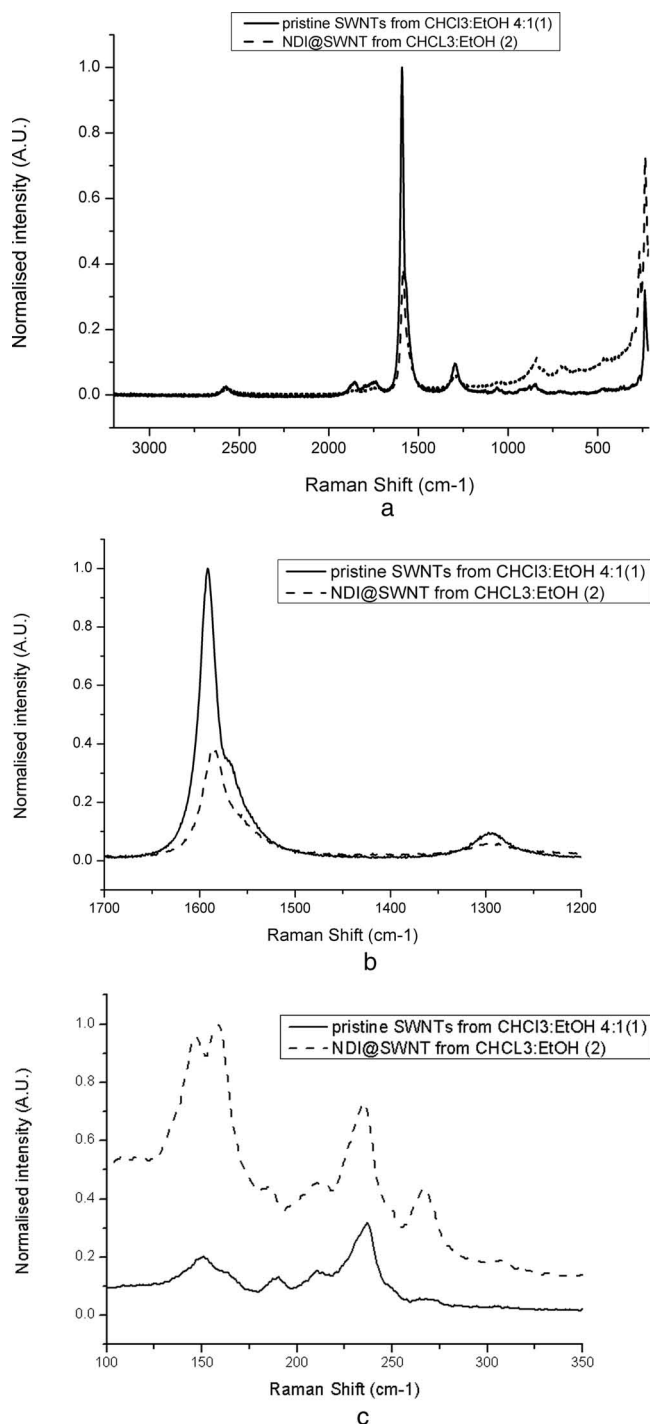 pristine SWNTs from CHCl3:EtOH 4:1(1)
NDI@SWNT from CHCL3:EtOH (2)
Normalised intensity (A.U.)
1.0
0.8
0.6
0.4
0.2
0.0
3000 2500 2000 1500 1000 500
Raman Shift (cm-1)
a
pristine SWNTs from CHCl3:EtOH 4:1(1)
NDI@SWNT from CHCL3:EtOH (2)
Normalised intensity (A.U.)
1.0
0.8
0.6
0.4
0.2
0.0
1700 1600 1500 1400 1300 1200
Raman Shift (cm-1)
b
pristine SWNTs from CHCl3:EtOH 4:1(1)
NDI@SWNT from CHCL3:EtOH (2)
Normalised intensity (A.U.)
1.0
0.8
0.6
0.4
0.2
0.0
100 150 200 250 300 350
Raman Shift (cm-1)
c